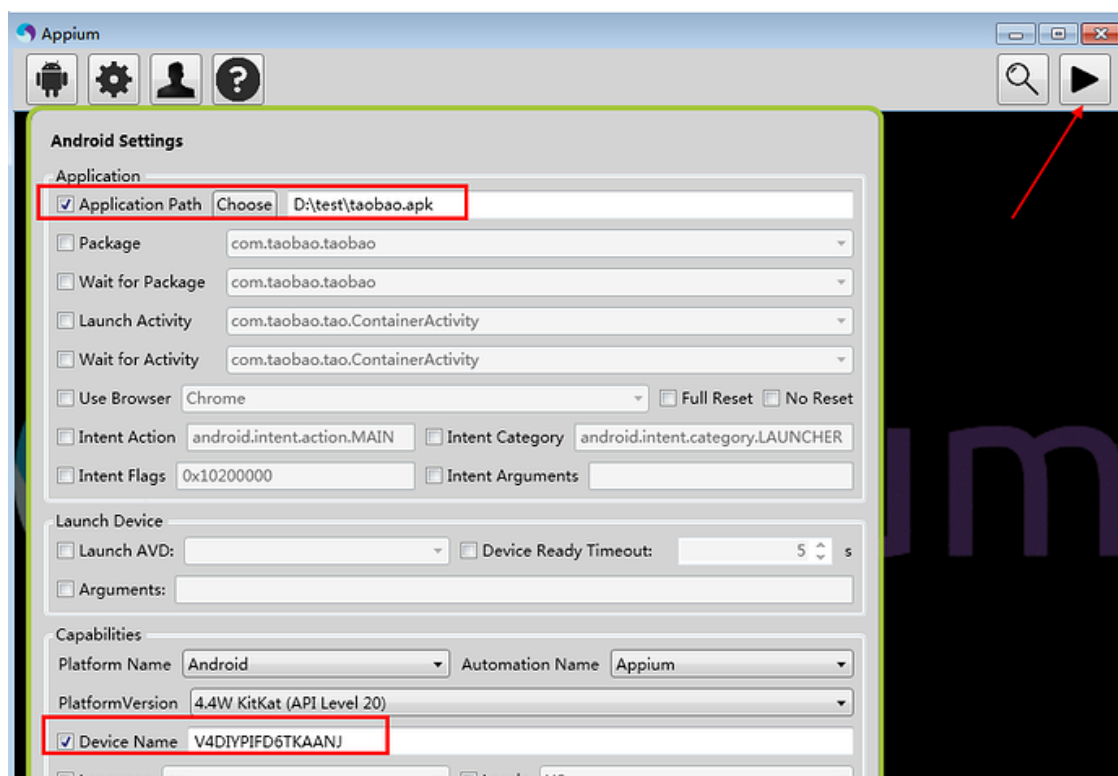 Appium
Android Settings
Application
Application Path Choose D:\test\taobao.apk
Package com.taobao.taobao
Wait for Package com.taobao.taobao
Launch Activity com.taobao.tao.ContainerActivity
Wait for Activity com.taobao.tao.ContainerActivity
Use Browser Chrome Full Reset No Reset
Intent Action android.intent.action.MAIN Intent Category android.intent.category.LAUNCHER
Intent Flags 0x10200000 Intent Arguments
um
Launch Device
Launch AVD: Device Ready Timeout: 5 s
Arguments:
Capabilities
Platform Name Android Automation Name Appium
PlatformVersion 4.4W KitKat (API Level 20)
Device Name V4DIYPIFD6TKAANJ